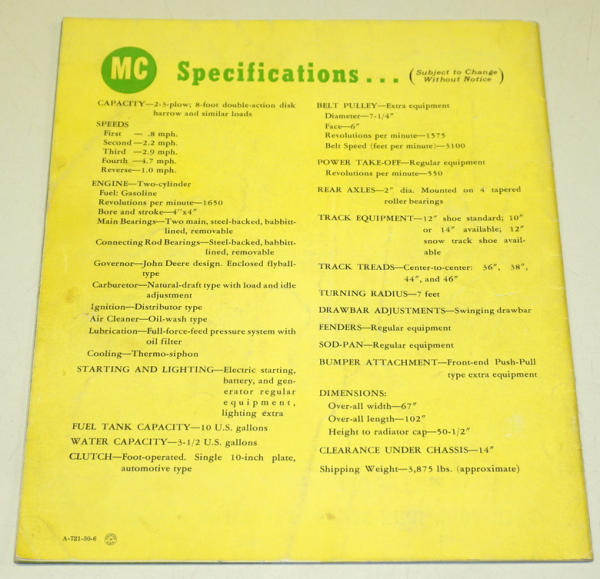 MC Specifications... (Subject to Change
Without Notice)
CAPACITY—2-3-plow; 8-foot double-action disk
harrow and similar loads
SPEEDS
First — .8 mph.
Second—2.2 mph.
Third —2.9 mph.
Fourth —4.7 mph.
Reverse—1.0 mph.
ENGINE—Two-cylinder
Fuel: Gasoline
Revolutions per minute—1650
Bore and stroke—4"x4"
Main Bearings—Two main, steel-backed, babbitt-
lined, removable
Connecting Rod Bearings—Steel-backed, babbitt-
lined, removable
Governor—John Deere design. Enclosed flyball-
type
Carburetor—Natural-draft type with load and idle
adjustment
Ignition—Distributor type
Air Cleaner—Oil-wash type
Lubrication—Full-force-feed pressure system with
oil filter
Cooling—Thermo-siphon
STARTING AND LIGHTING—Electric starting,
battery, and gen-
erator regular
equipment,
lighting extra
FUEL TANK CAPACITY—10 U.S. gallons
WATER CAPACITY—3-1/2 U.S. gallons
CLUTCH—Foot-operated. Single 10-inch plate,
automotive type
BELT PULLEY—Extra equipment
Diameter—7-1/4"
Face—6"
Revolutions per minute—1575
Belt Speed (feet per minute)—3100
POWER TAKE-OFF—Regular equipment
Revolutions per minute—550
REAR AXLES—2" dia. Mounted on 4 tapered
roller bearings
TRACK EQUIPMENT—12" shoe standard; 10"
or 14" available; 12"
snow track shoe avail-
able
TRACK TREADS—Center-to-center: 36", 38",
44", and 46"
TURNING RADIUS—7 feet
DRAWBAR ADJUSTMENTS—Swinging drawbar
FENDERS—Regular equipment
SOD-PAN—Regular equipment
BUMPER ATTACHMENT—Front-end Push-Pull
type extra equipment
DIMENSIONS:
Over-all width—67"
Over-all length—102"
Height to radiator cap—50-1/2"
CLEARANCE UNDER CHASSIS—14"
Shipping Weight—3,875 lbs. (approximate)
A-721-50-6